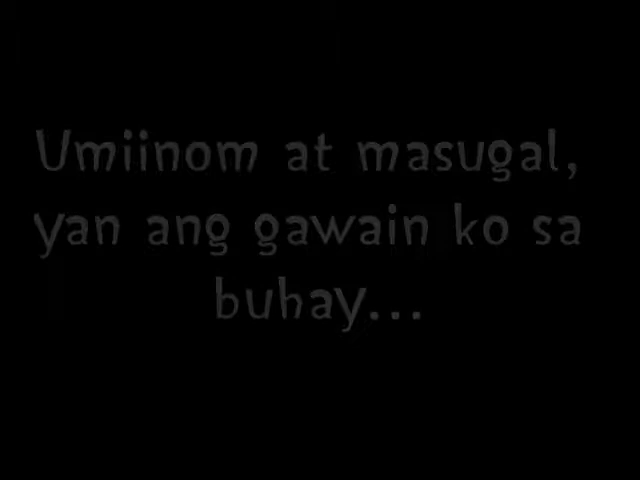 Umiinom at masugal,
yan ang gawain ko sa
buhay...